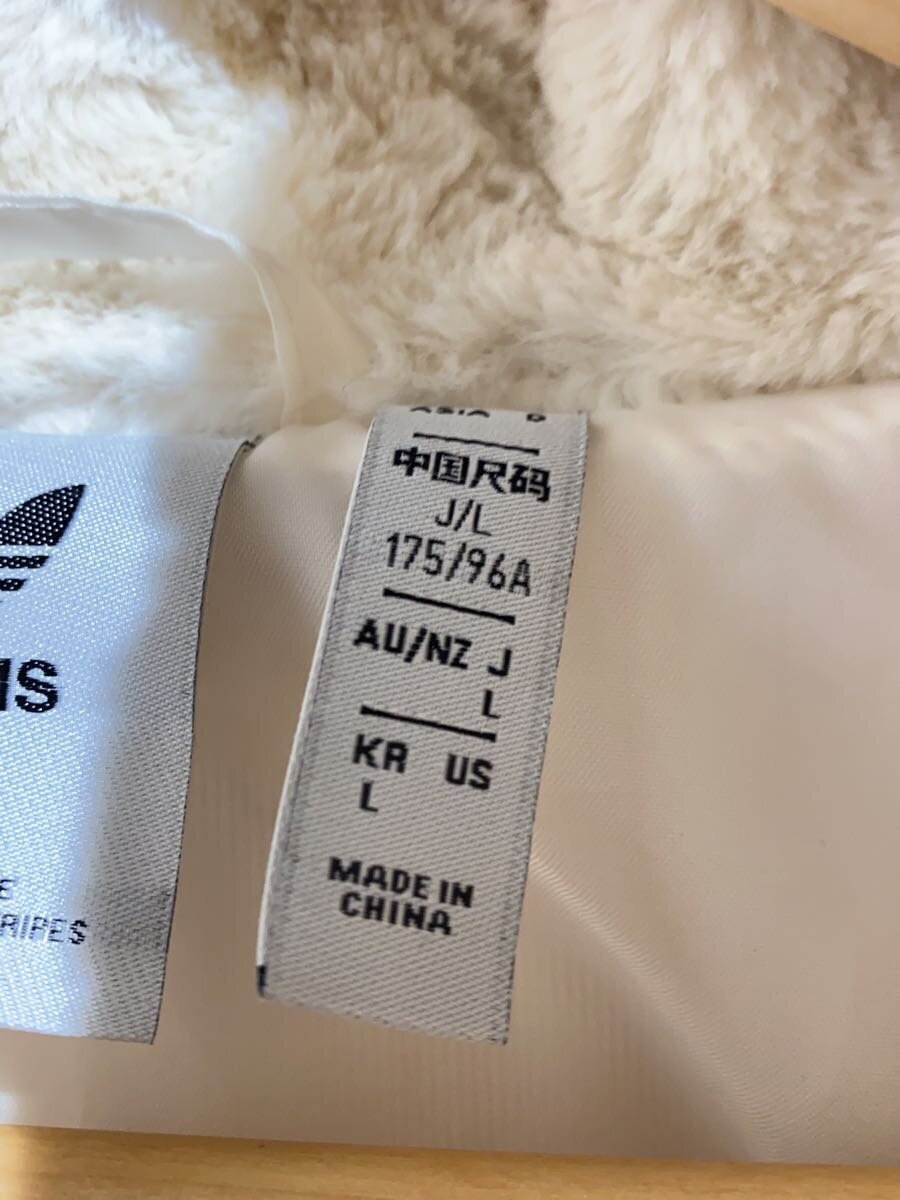 中国尺码
J/L
175/96A
AU/NZ J
L
KR US
L
MADE IN
CHINA